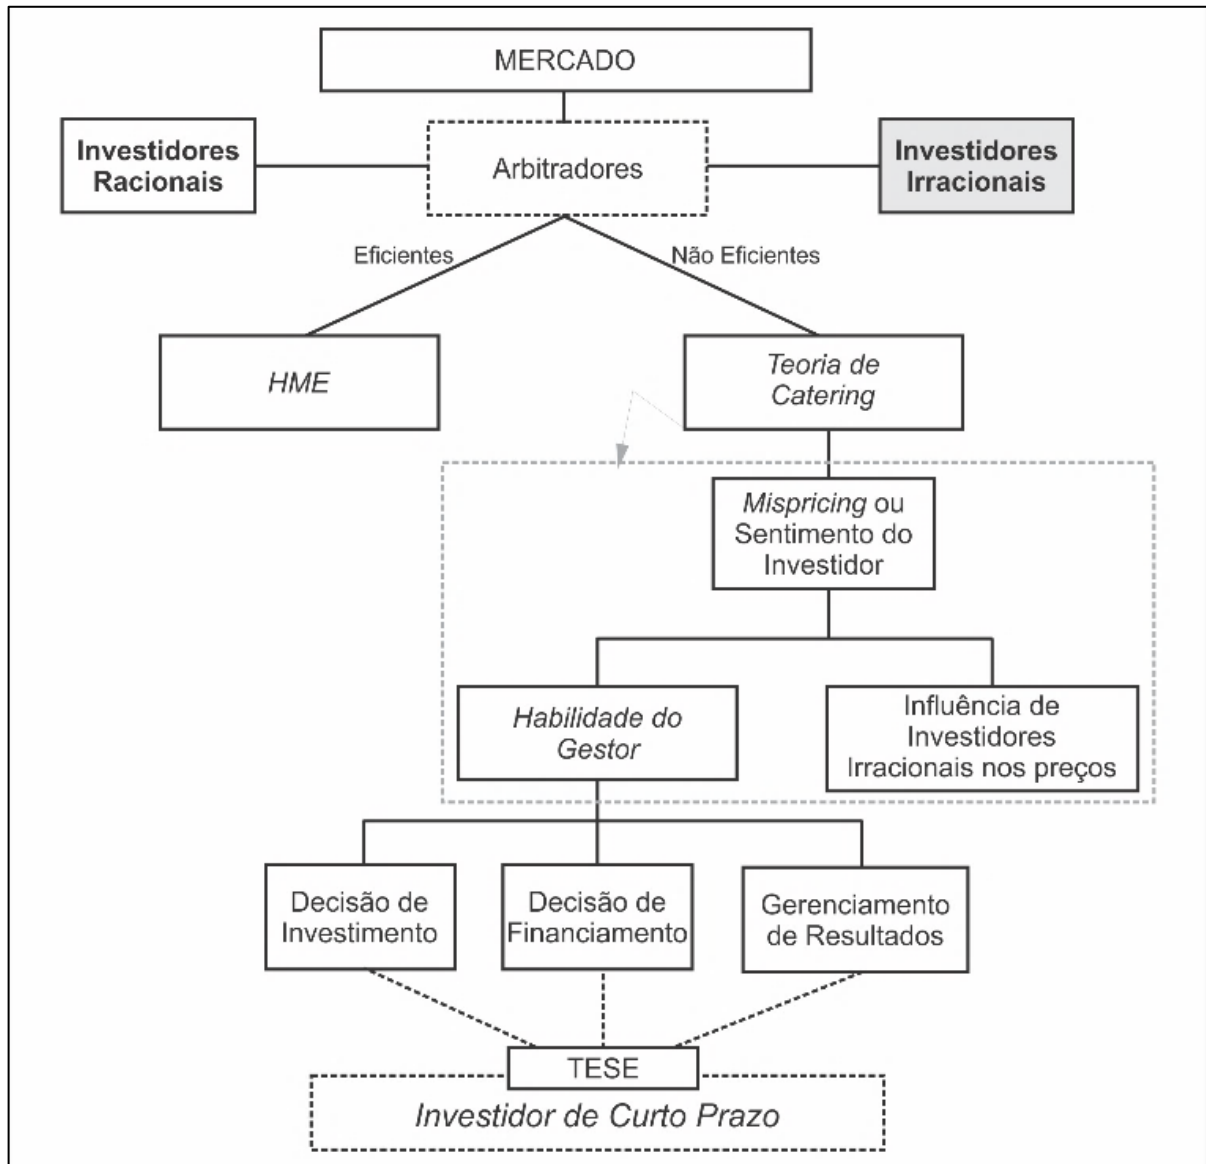 MERCADO
Investidores
Racionais
Arbitradores
Investidores
Irracionais
Eficientes
Não Eficientes
HME
Teoria de
Catering
Mispricing ou
Sentimento do
Investidor
Habilidade do
Gestor
Influência de
Investidores
Irracionais nos preços
Decisão de
Investimento
Decisão de
Financiamento
Gerenciamento
de Resultados
TESE
Investidor de Curto Prazo